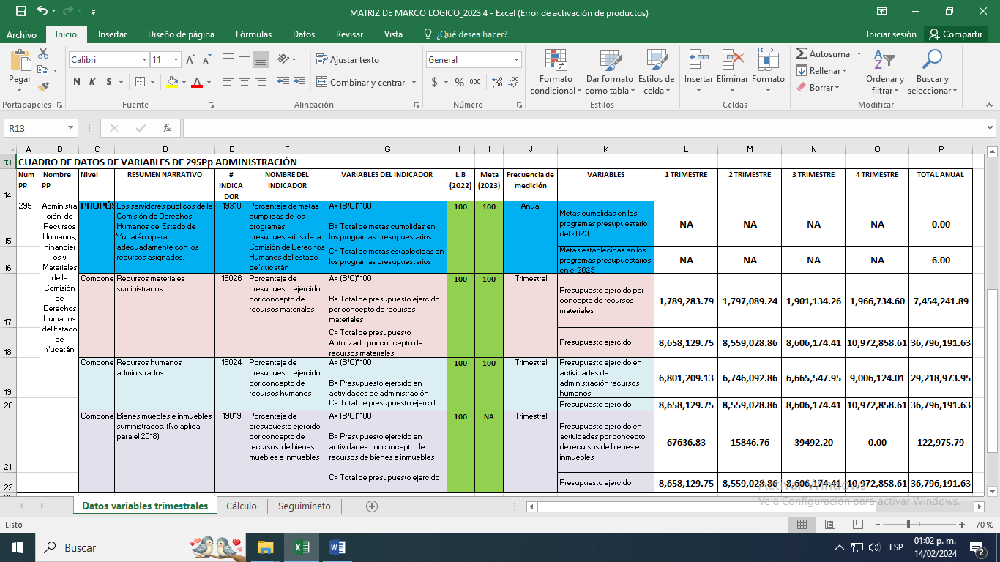 MATRIZ DE MARCO LOGICO_2023.4 - Excel (Error de activación de productos)
Archivo Inicio Insertar Diseño de página Fórmulas Datos Revisar Vista ¿Qué desea hacer? Iniciar sesión Compartir
Pegar
Calibri 11
N K S
Ajustar texto
Combinar y centrar
General
$ % 000
Formato condicional
Dar formato como tabla
Estilos de celda
Insertar Eliminar Formato
Autosuma
Rellenar
Borrar
Ordenar y filtrar
Buscar y seleccionar
Portapapeles Fuente Alineación Número Estilos Celdas Modificar
R13 fx
A B C D E F G H I J K L M N O P
13 CUADRO DE DATOS DE VARIABLES DE 295Pp ADMINISTRACIÓN
14
Num PP
Nombre PP
Nivel
RESUMEN NARRATIVO
# INDICA DOR
NOMBRE DEL INDICADOR
VARIABLES DEL INDICADOR
L.B (2022)
Meta (2023)
Frecuencia de medición
VARIABLES
1 TRIMESTRE
2 TRIMESTRE
3 TRIMESTRE
4 TRIMESTRE
TOTAL ANUAL
295
Administra
ción de
Recursos
Humanos,
Financier
os y
Materiales
de la
Comisión
de
Derechos
Humanos
del Estado
de
Yucatán
15
PROPÓS
Los servidores públicos de la
Comisión de Derechos
Humanos del Estado de
Yucatán operan
adecuadamente con los
recursos asignados.
19310
Porcentaje de metas
cumplidas de los
programas
presupuestarios de la
Comisión de Derechos
Humanos del estado
de Yucatán
A= (B/C)*100
B= Total de metas cumplidas en
los programas presupuestarios
C= Total de metas establecidas en
los programas presupuestarios
100
100
Anual
Metas cumplidas en los
programas presupuestario
del 2023
NA NA NA NA 0.00
16
Metas establecidas en los
programas presupuestarios
en el 2023
NA NA NA NA 6.00
17
Compone
Recursos materiales
suministrados.
19026
Porcentaje de
presupuesto ejercido
por concepto de
recursos materiales
A= (B/C)*100
B= Total de presupuesto ejercido
por concepto de recursos
materiales
C= Total de presupuesto
Autorizado por concepto de
recursos materiales
100
100
Trimestral
Presupuesto ejercido por
concepto de recursos
materiales
1,789,283.79 1,797,089.24 1,901,134.26 1,966,734.60 7,454,241.89
18
Presupuesto ejercido
8,658,129.75 8,559,028.86 8,606,174.41 10,972,858.61 36,796,191.63
19
Compone
Recursos humanos
administrados.
19024
Porcentaje de
presupuesto ejercido
por concepto de
recursos humanos
A= (B/C)*100
B= Presupuesto ejercido en
actividades de administración
C= Total de presupuesto ejercido
100
100
Trimestral
Presupuesto ejercido en
actividades de
administración recursos
humanos
6,801,209.13 6,746,092.86 6,665,547.95 9,006,124.01 29,218,973.95
20
Presupuesto ejercido
8,658,129.75 8,559,028.86 8,606,174.41 10,972,858.61 36,796,191.63
21
Compone
Bienes muebles e inmuebles
suministrados. (No aplica
para el 2018)
19019
Porcentaje de
presupuesto ejercido
por concepto de
recursos de bienes
muebles e inmuebles
A= (B/C)*100
B= Presupuesto ejercido en
actividades por concepto de
recursos de bienes e inmuebles
C= Total de presupuesto ejercido
100
NA
Trimestral
Presupuesto ejercido en
actividades por concepto
de recursos de bienes e
inmuebles
67636.83 15846.76 39492.20 0.00 122,975.79
22
Presupuesto ejercido
8,658,129.75 8,559,028.86 8,606,174.41 10,972,858.61 36,796,191.63
Activar Windows
Ve a Configuración para activar Windows.
Datos variables trimestrales Cálculo Seguimineto
Listo 70 %
Buscar
ESP
01:02 p. m.
14/02/2024
2